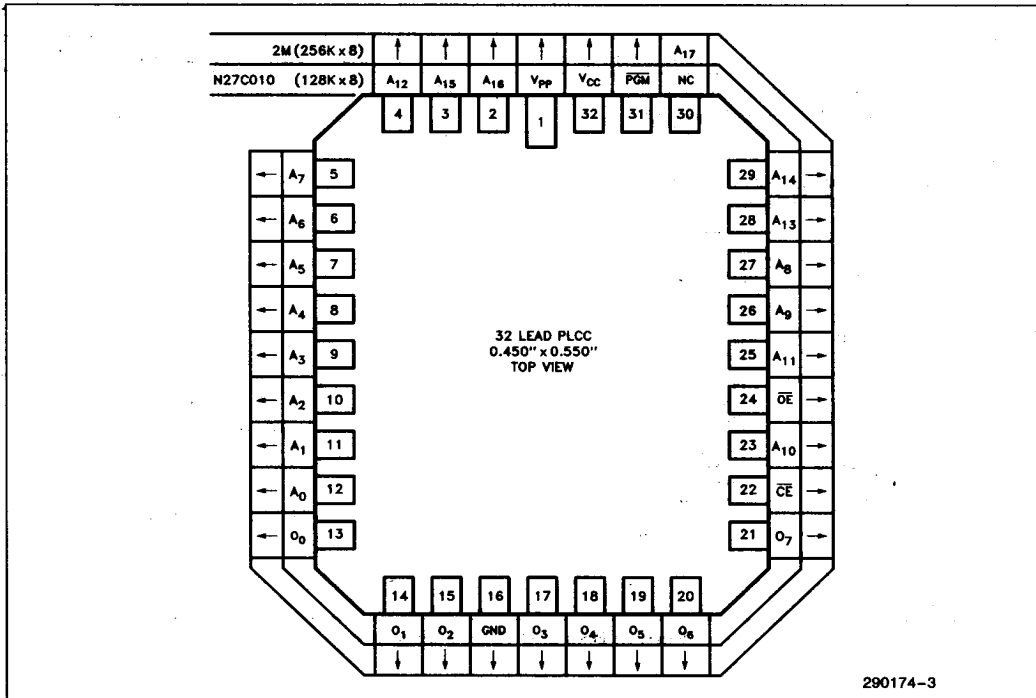 2M (256K x 8) ↑ ↑ ↑ ↑ ↑ ↑ A17
N27C010 (128K x 8) A12 A15 A16 VPP VCC P̅G̅M̅ NC
4 3 2 1 32 31 30
← A7 5 29 A14 →
← A6 6 28 A13 →
← A5 7 27 A8 →
← A4 8 26 A9 →
32 LEAD PLCC
0.450" x 0.550"
TOP VIEW
← A3 9 25 A11 →
← A2 10 24 O̅E̅ →
← A1 11 23 A10 →
← A0 12 22 C̅E̅ →
← O0 13 21 O7 →
14 15 16 17 18 19 20
O1 O2 GND O3 O4 O5 O6
↓ ↓ ↓ ↓ ↓ ↓ ↓
290174-3